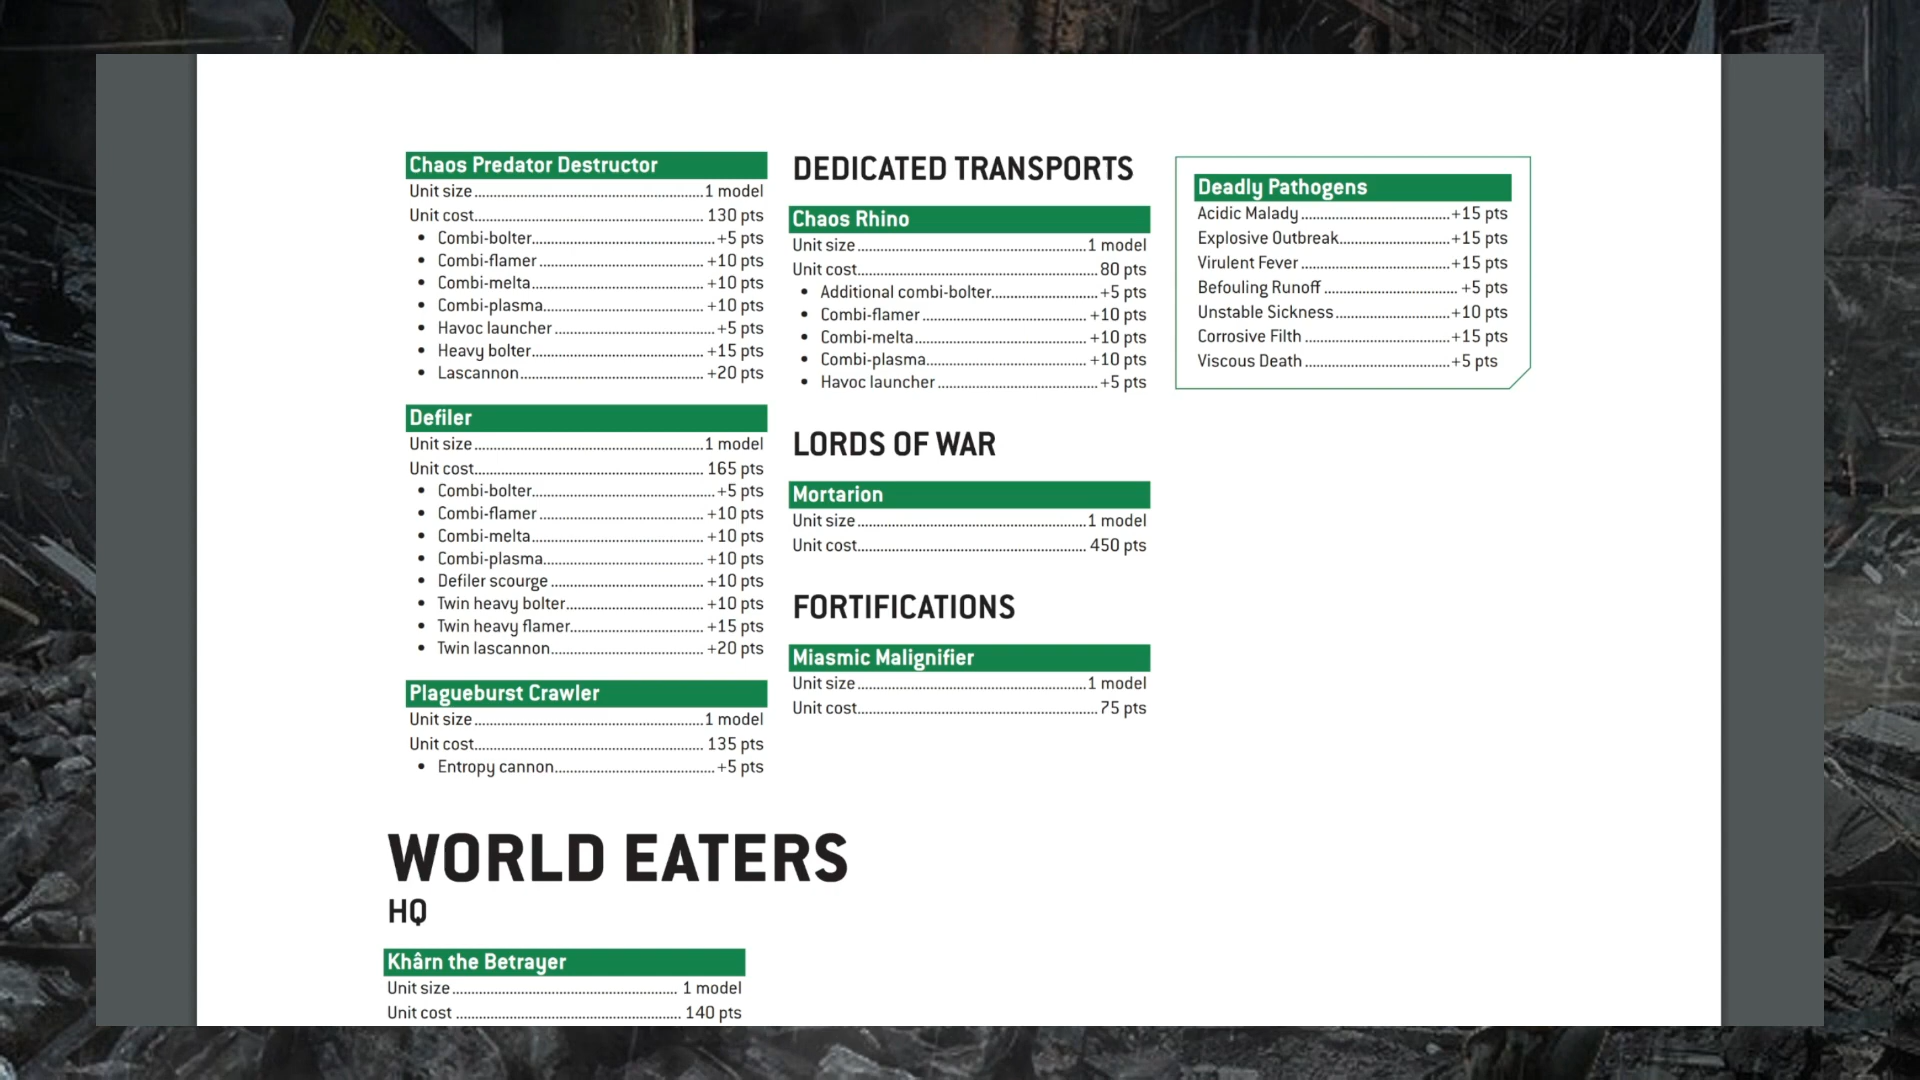 Chaos Predator Destructor
Unit size 1 model
Unit cost 130 pts
• Combi-bolter +5 pts
• Combi-flamer +10 pts
• Combi-melta +10 pts
• Combi-plasma +10 pts
• Havoc launcher +5 pts
• Heavy bolter +15 pts
• Lascannon +20 pts
Defiler
Unit size 1 model
Unit cost 165 pts
• Combi-bolter +5 pts
• Combi-flamer +10 pts
• Combi-melta +10 pts
• Combi-plasma +10 pts
• Defiler scourge +10 pts
• Twin heavy bolter +10 pts
• Twin heavy flamer +15 pts
• Twin lascannon +20 pts
Plagueburst Crawler
Unit size 1 model
Unit cost 135 pts
• Entropy cannon +5 pts
DEDICATED TRANSPORTS
Chaos Rhino
Unit size 1 model
Unit cost 80 pts
• Additional combi-bolter +5 pts
• Combi-flamer +10 pts
• Combi-melta +10 pts
• Combi-plasma +10 pts
• Havoc launcher +5 pts
LORDS OF WAR
Mortarion
Unit size 1 model
Unit cost 450 pts
FORTIFICATIONS
Miasmic Malignifier
Unit size 1 model
Unit cost 75 pts
Deadly Pathogens
Acidic Malady +15 pts
Explosive Outbreak +15 pts
Virulent Fever +15 pts
Befouling Runoff +5 pts
Unstable Sickness +10 pts
Corrosive Filth +15 pts
Viscous Death +5 pts
WORLD EATERS
HQ
Khârn the Betrayer
Unit size 1 model
Unit cost 140 pts